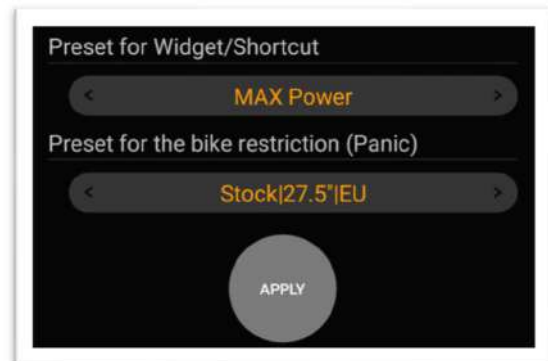 Preset for Widget/Shortcut
< MAX Power >
Preset for the bike restriction (Panic)
< Stock|27.5"|EU >
APPLY